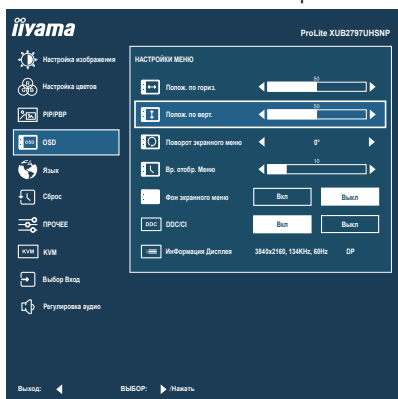 iiyama
ProLite XUB2797UHSNP
Настройка изображения
Настройка цветов
PIP/PBP
OSD OSD
Язык
Сброс
ПРОЧЕЕ
KVM KVM
Выбор Вход
Регулировка аудио
НАСТРОЙКИ МЕНЮ
Полож. по гориз. 50
Полож. по верт. 50
Поворот экранного меню 0°
Вр. отобр. Меню 10
Фон экранного меню Вкл Выкл
DDC DDC/CI Вкл Выкл
ИнФормация Дисплея 3840x2160, 134KHz, 60Hz DP
Выход: ВЫБОР: /Нажать